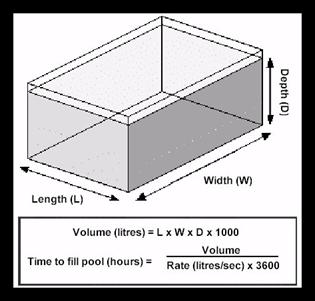 Depth (D)
Width (W)
Length (L)
Volume (litres) = L x W x D x 1000
Time to fill pool (hours) = Volume
Rate (litres/sec) x 3600